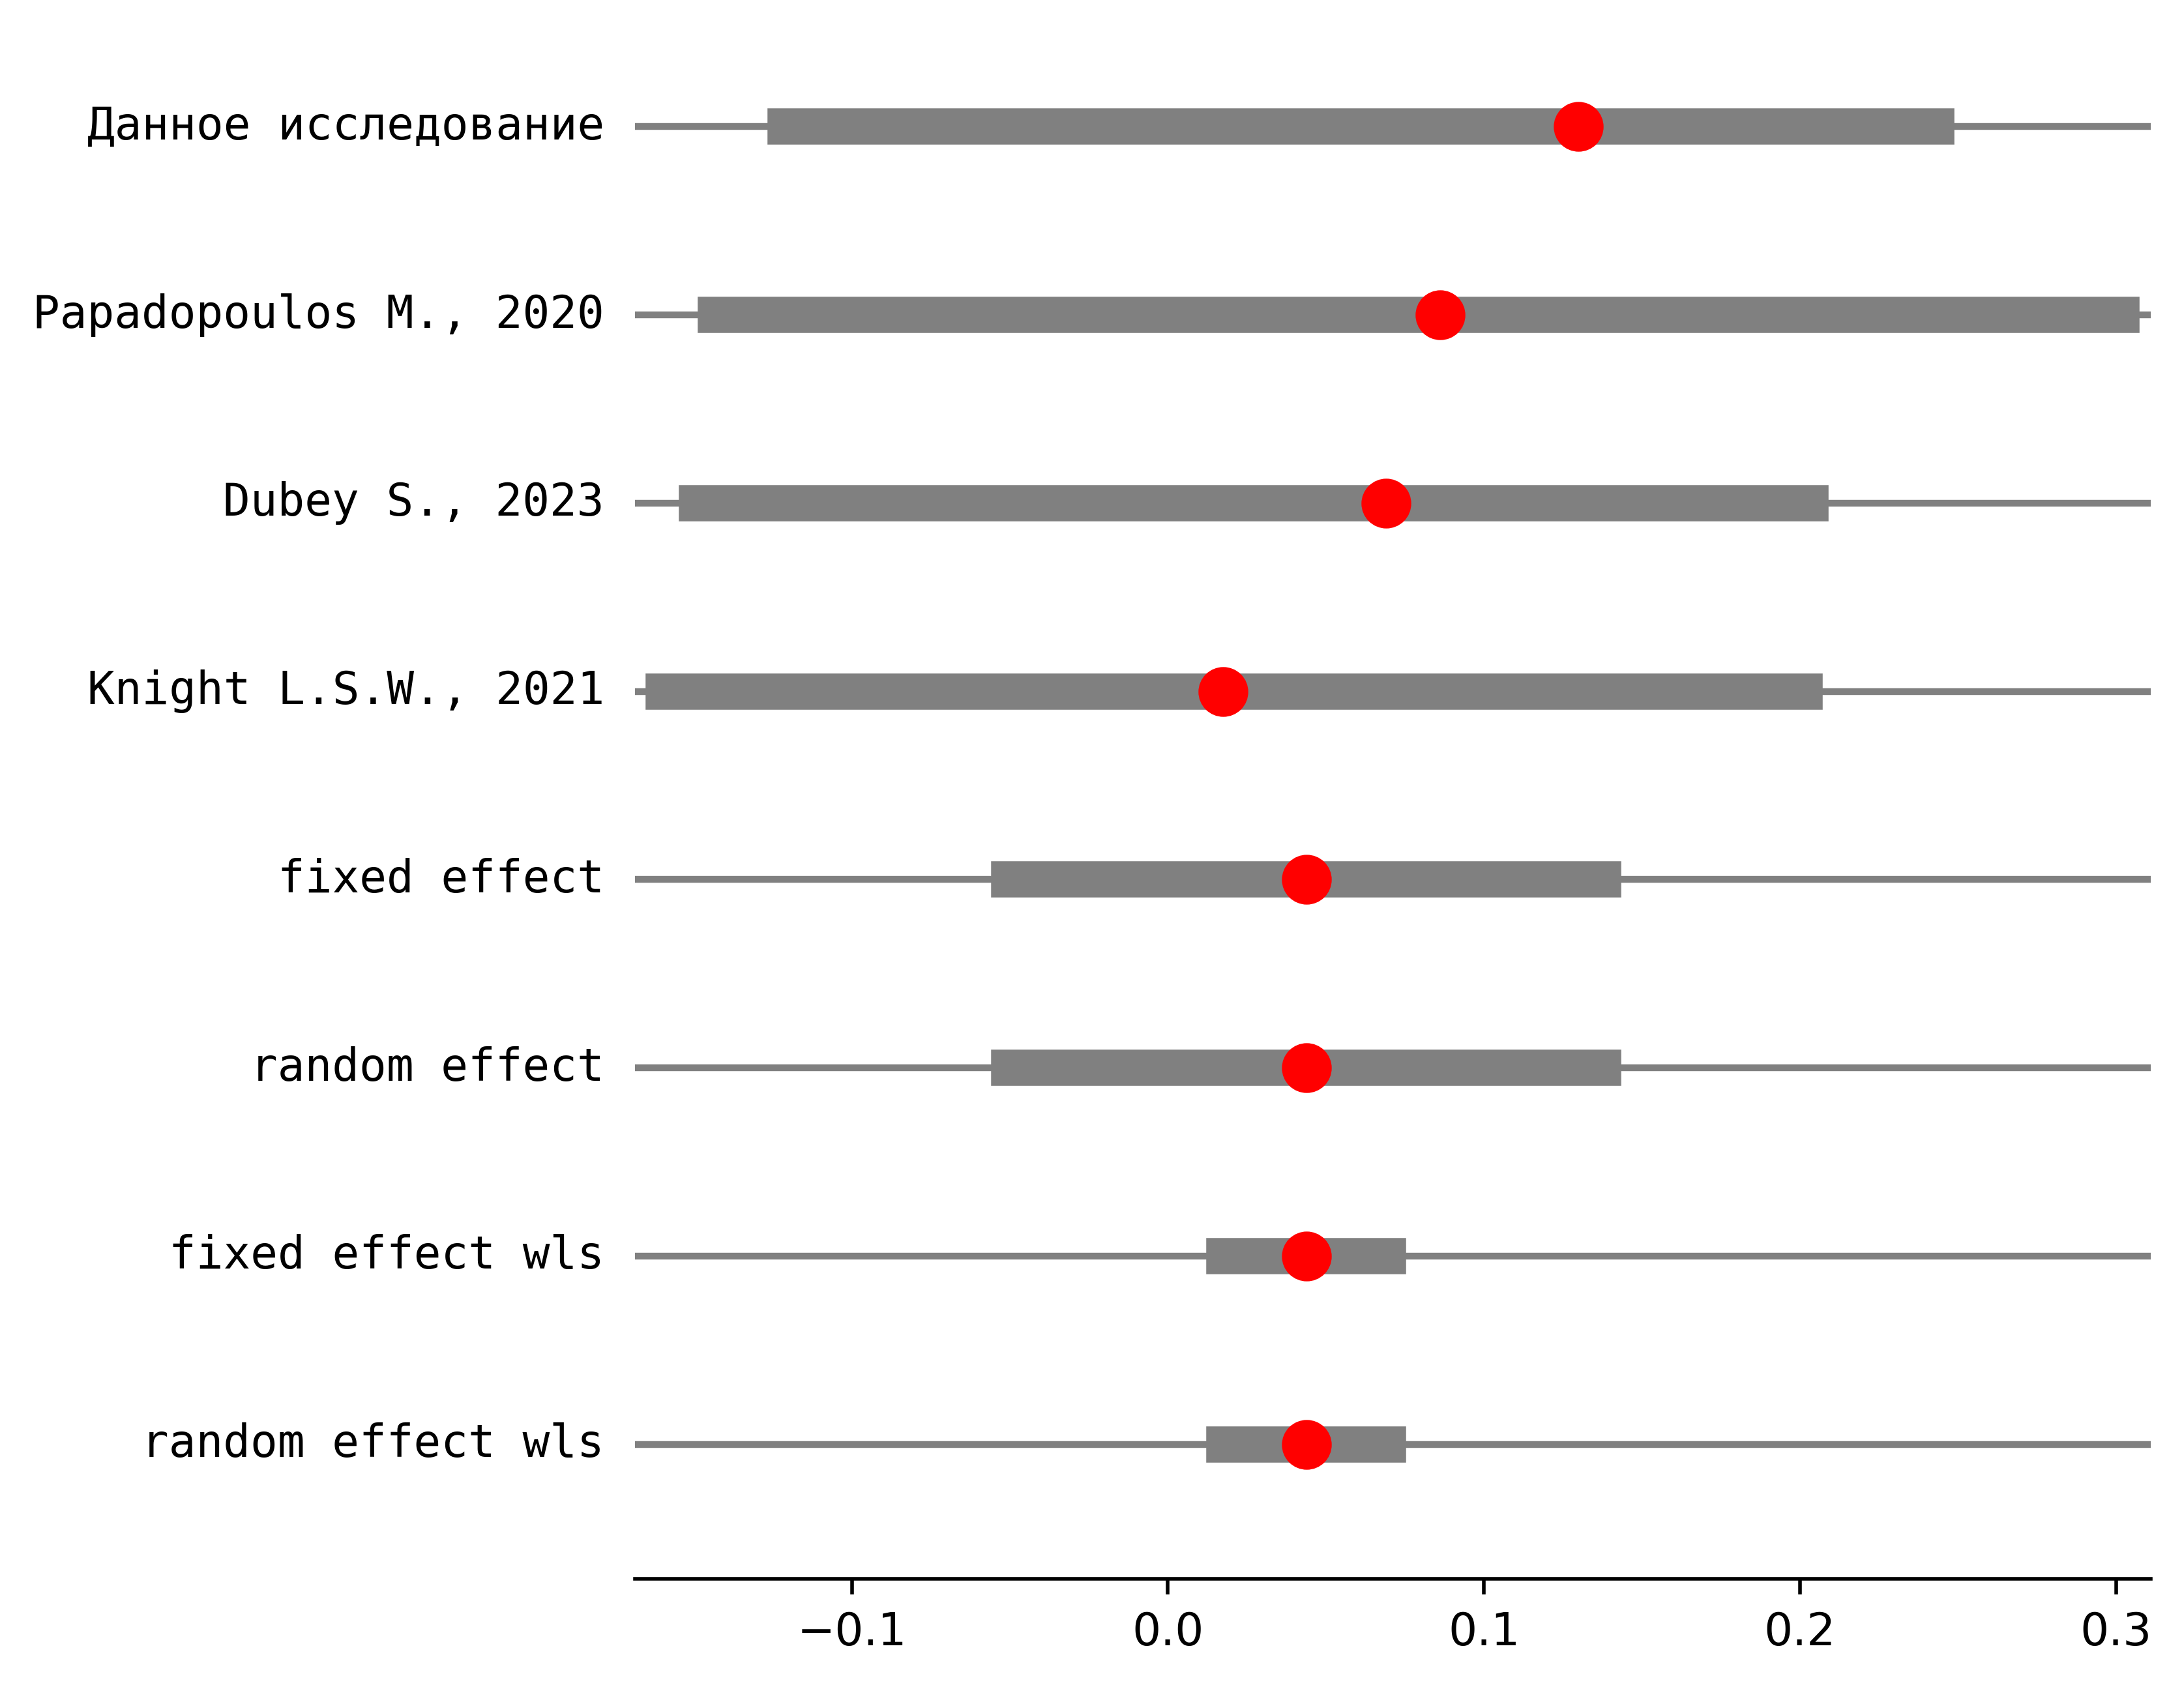 Данное исследование
Papadopoulos M., 2020
Dubey S., 2023
Knight L.S.W., 2021
fixed effect
random effect
fixed effect wls
random effect wls
−0.1 0.0 0.1 0.2 0.3